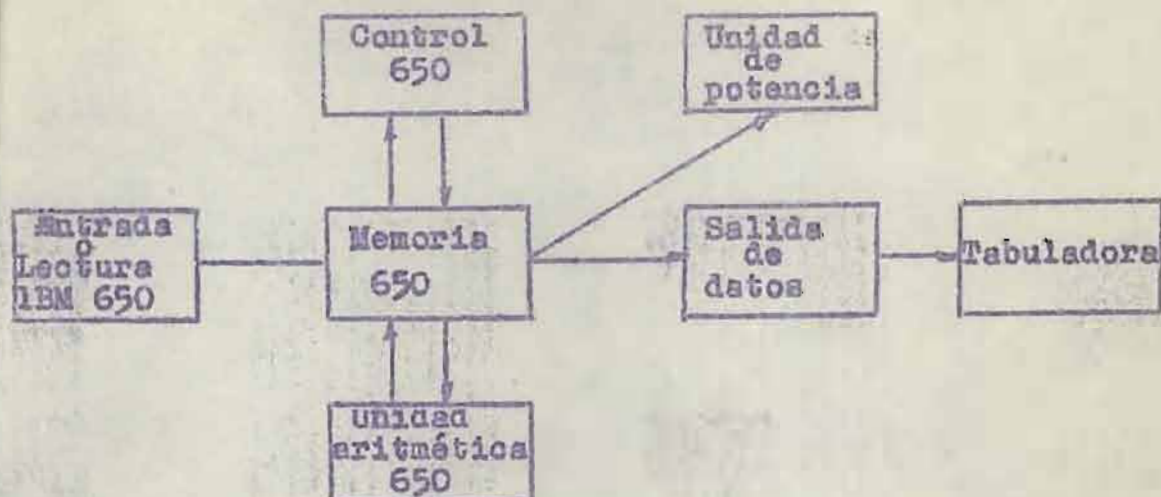 Control
650
Unidad
de
potencia
Entrada
o
Lectura
IBM 650
Memoria
650
Salida
de
datos
Tabuladora
Unidad
aritmética
650